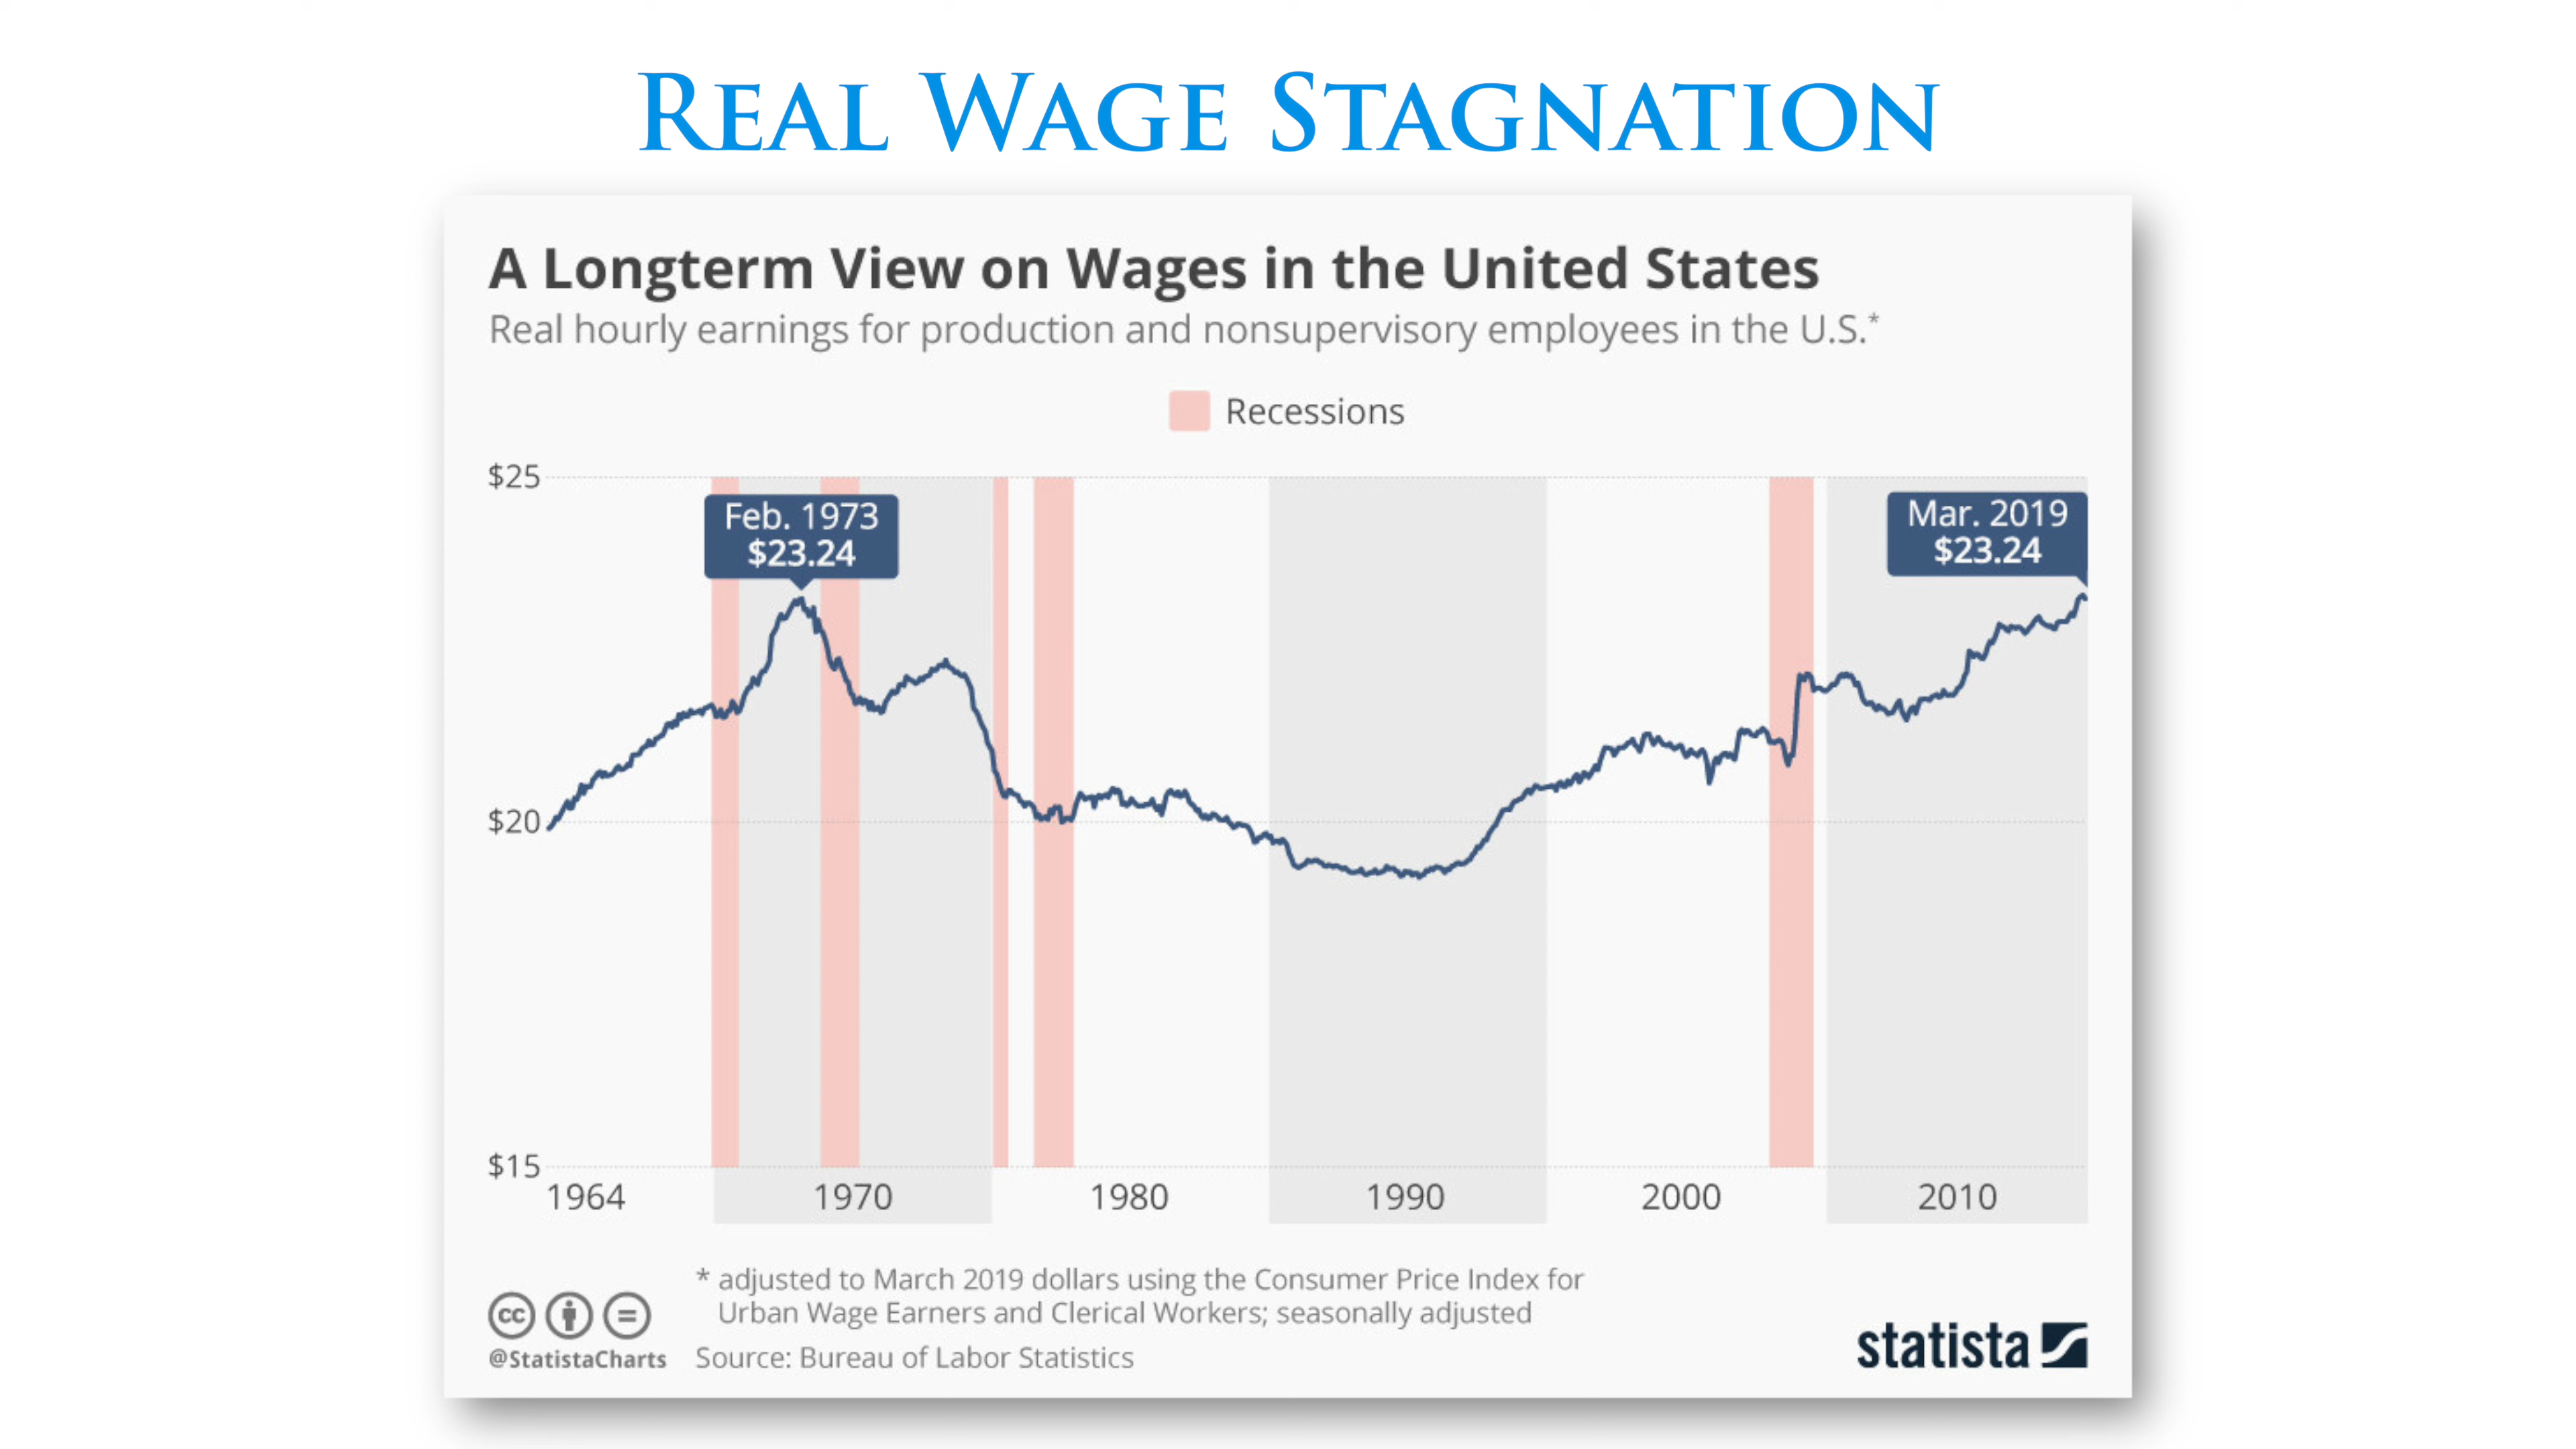 REAL WAGE STAGNATION
A Longterm View on Wages in the United States
Real hourly earnings for production and nonsupervisory employees in the U.S.*
Recessions
$25
Feb. 1973
$23.24
Mar. 2019
$23.24
$20
$15
1964 1970 1980 1990 2000 2010
* adjusted to March 2019 dollars using the Consumer Price Index for
Urban Wage Earners and Clerical Workers; seasonally adjusted
cc =
@StatistaCharts Source: Bureau of Labor Statistics
statista